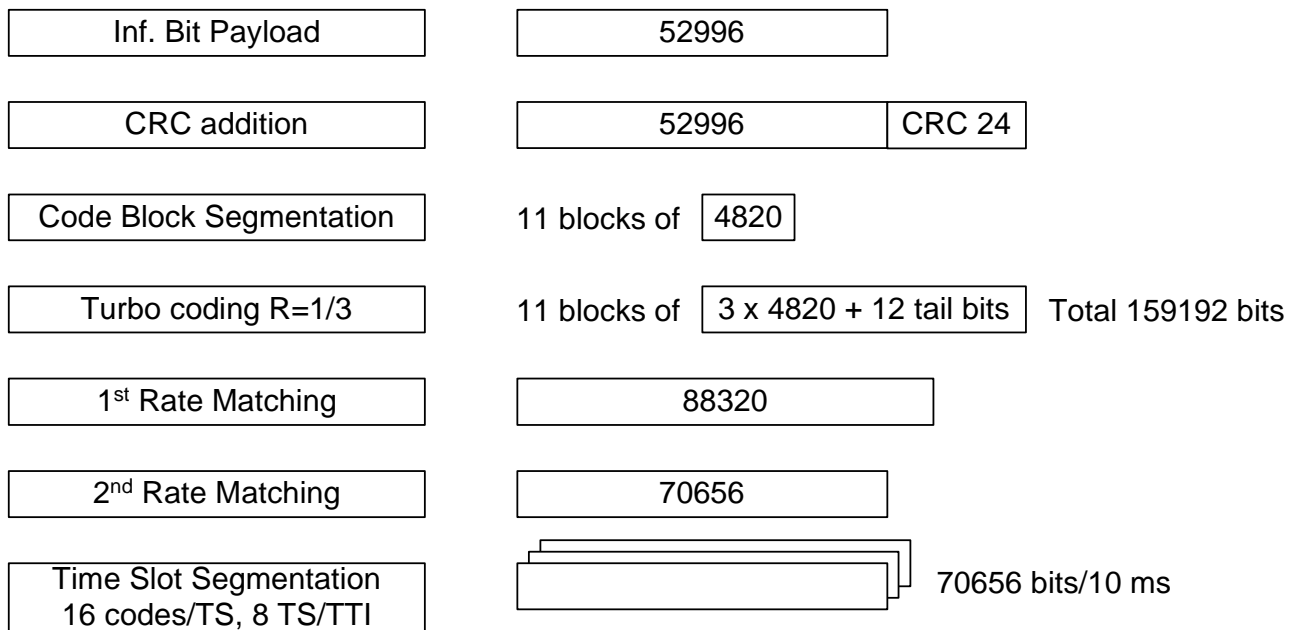 Inf. Bit Payload 52996
CRC addition 52996 CRC 24
Code Block Segmentation 11 blocks of 4820
Turbo coding R=1/3 11 blocks of 3 x 4820 + 12 tail bits Total 159192 bits
1st Rate Matching 88320
2nd Rate Matching 70656
Time Slot Segmentation
16 codes/TS, 8 TS/TTI
70656 bits/10 ms